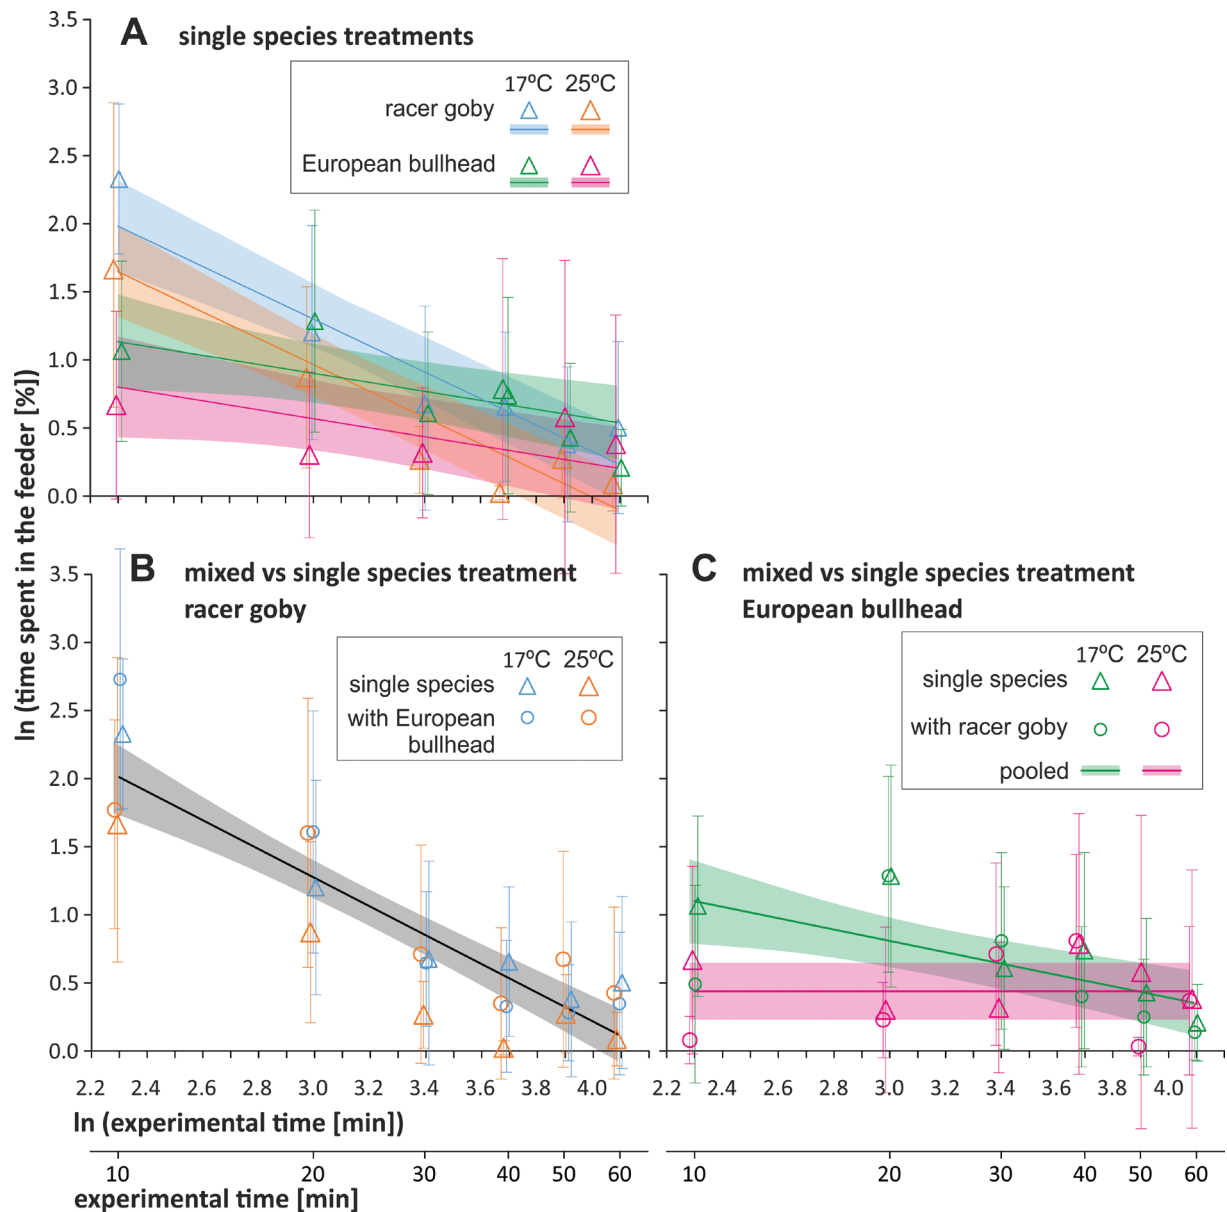 A single species treatments
17ºC 25ºC
racer goby
European bullhead
3.5
3.0
2.5
2.0
1.5
1.0
0.5
0.0
ln (time spent in the feeder [%])
B mixed vs single species treatment
racer goby
17ºC 25ºC
single species
with European
bullhead
3.5
3.0
2.5
2.0
1.5
1.0
0.5
0.0
2.2 2.4 2.6 2.8 3.0 3.2 3.4 3.6 3.8 4.0
ln (experimental time [min])
10 20 30 40 50 60
experimental time [min]
C mixed vs single species treatment
European bullhead
17ºC 25ºC
single species
with racer goby
pooled
2.2 2.4 2.6 2.8 3.0 3.2 3.4 3.6 3.8 4.0
10 20 30 40 50 60